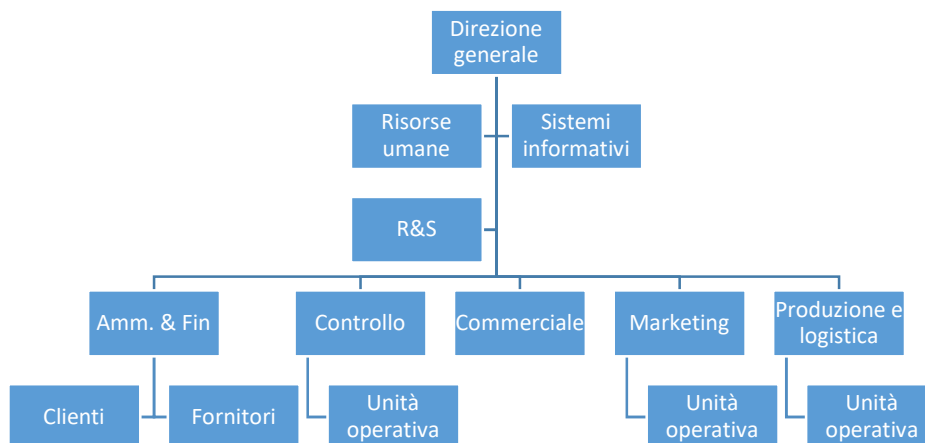 Direzione
generale
Risorse
umane
Sistemi
informativi
R&S
Amm. & Fin
Controllo
Commerciale
Marketing
Produzione e
logistica
Clienti
Fornitori
Unità
operativa
Unità
operativa
Unità
operativa